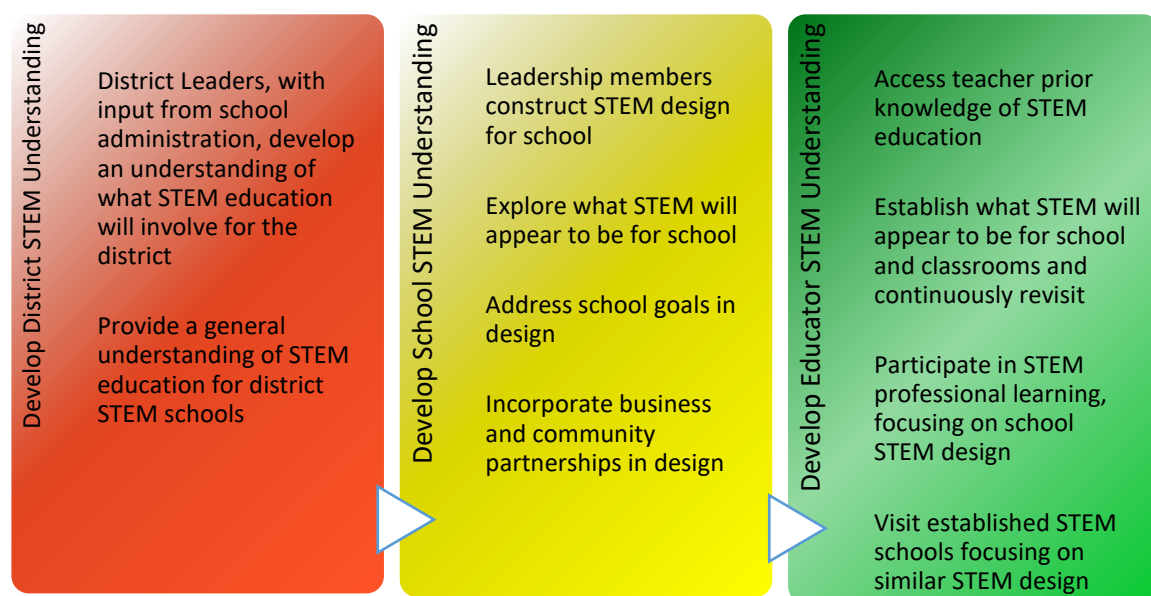 Develop District STEM Understanding
District Leaders, with
input from school
administration, develop
an understanding of
what STEM education
will involve for the
district
Provide a general
understanding of STEM
education for district
STEM schools
Develop School STEM Understanding
Leadership members
construct STEM design
for school
Explore what STEM will
appear to be for school
Address school goals in
design
Incorporate business
and community
partnerships in design
Develop Educator STEM Understanding
Access teacher prior
knowledge of STEM
education
Establish what STEM will
appear to be for school
and classrooms and
continuously revisit
Participate in STEM
professional learning,
focusing on school
STEM design
Visit established STEM
schools focusing on
similar STEM design